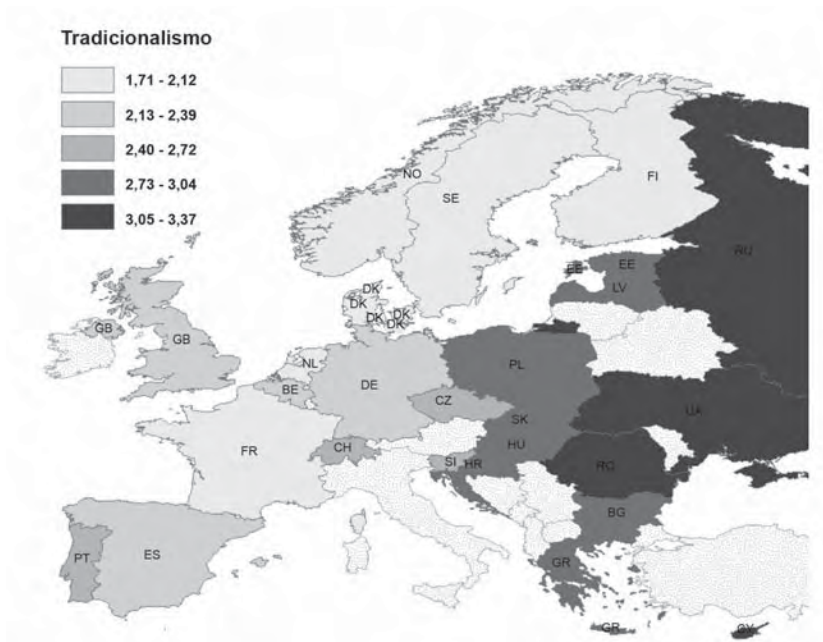 Tradicionalismo
1,71 - 2,12
2,13 - 2,39
2,40 - 2,72
2,73 - 3,04
3,05 - 3,37
NO
SE
FI
RU
EE
EE
LV
DK
DK
DK
DK
DK
GB
GB
NL
BE
DE
PL
CZ
SK
UA
FR
CH
HU
SI
HR
RO
BG
PT
ES
GR
GR
CY